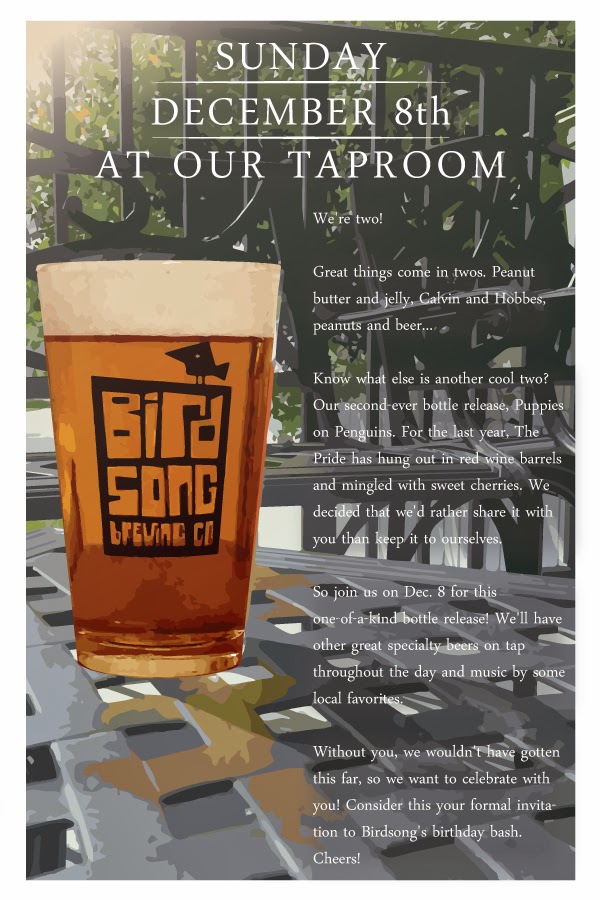 SUNDAY
DECEMBER 8th
AT OUR TAPROOM
We're two!
Great things come in twos. Peanut
butter and jelly, Calvin and Hobbes,
peanuts and beer...
Know what else is another cool two?
Our second-ever bottle release, Puppies
on Penguins. For the last year, The
Pride has hung out in red wine barrels
and mingled with sweet cherries. We
decided that we'd rather share it with
you than keep it to ourselves.
So join us on Dec. 8 for this
one-of-a-kind bottle release! We'll have
other great specialty beers on tap
throughout the day and music by some
local favorites.
Without you, we wouldn't have gotten
this far, so we want to celebrate with
you! Consider this your formal invita-
tion to Birdsong's birthday bash.
Cheers!
Bird
Song
brewing co